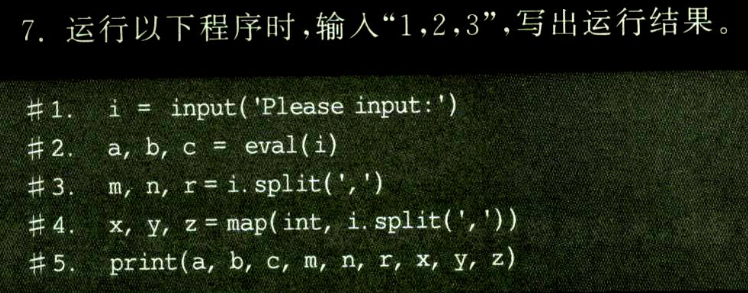 7. 运行以下程序时,输入“1,2,3”,写出运行结果。
#1. i = input('Please input:')
#2. a, b, c = eval(i)
#3. m, n, r = i.split(',')
#4. x, y, z = map(int, i.split(','))
#5. print(a, b, c, m, n, r, x, y, z)